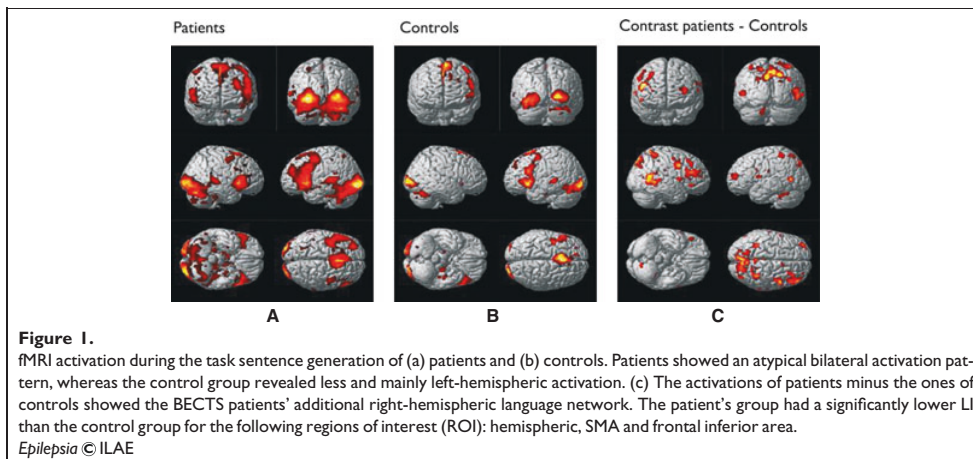 Patients Controls Contrast patients - Controls
A B C
Figure 1.
fMRI activation during the task sentence generation of (a) patients and (b) controls. Patients showed an atypical bilateral activation pat-
tern, whereas the control group revealed less and mainly left-hemispheric activation. (c) The activations of patients minus the ones of
controls showed the BECTS patients' additional right-hemispheric language network. The patient's group had a significantly lower LI
than the control group for the following regions of interest (ROI): hemispheric, SMA and frontal inferior area.
Epilepsia © ILAE